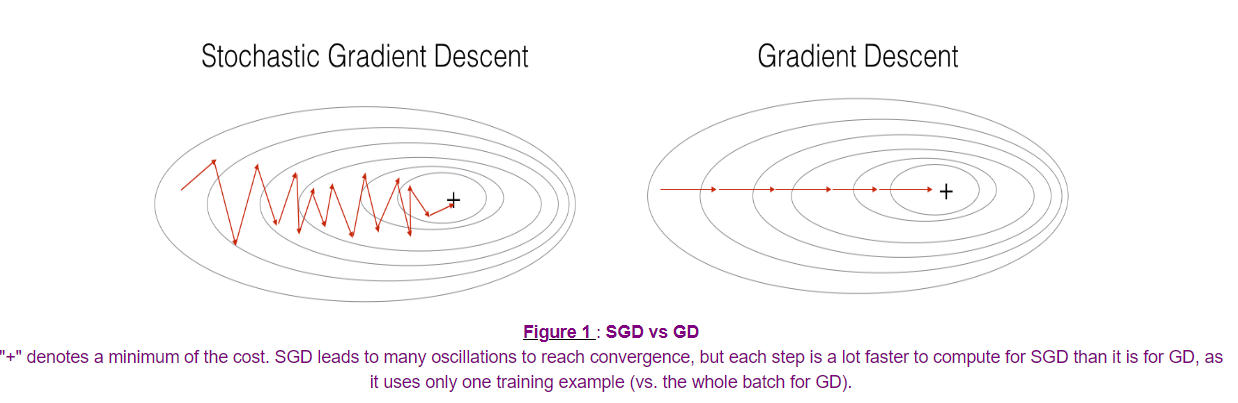 Stochastic Gradient Descent
Gradient Descent
+
+
Figure 1 : SGD vs GD
"+" denotes a minimum of the cost. SGD leads to many oscillations to reach convergence, but each step is a lot faster to compute for SGD than it is for GD, as
it uses only one training example (vs. the whole batch for GD).